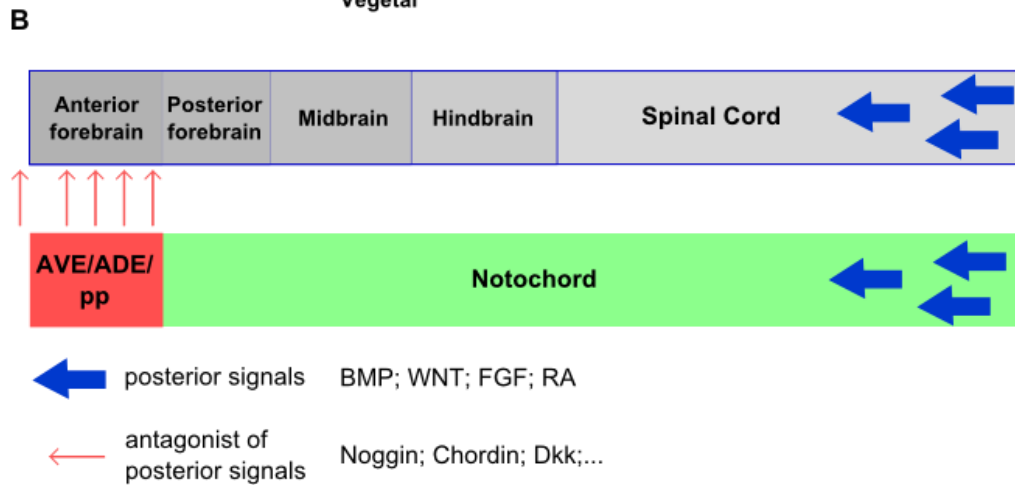 Vegetal
B
Anterior
forebrain
Posterior
forebrain
Midbrain
Hindbrain
Spinal Cord
AVE/ADE/
pp
Notochord
posterior signals BMP; WNT; FGF; RA
antagonist of
posterior signals
Noggin; Chordin; Dkk;...